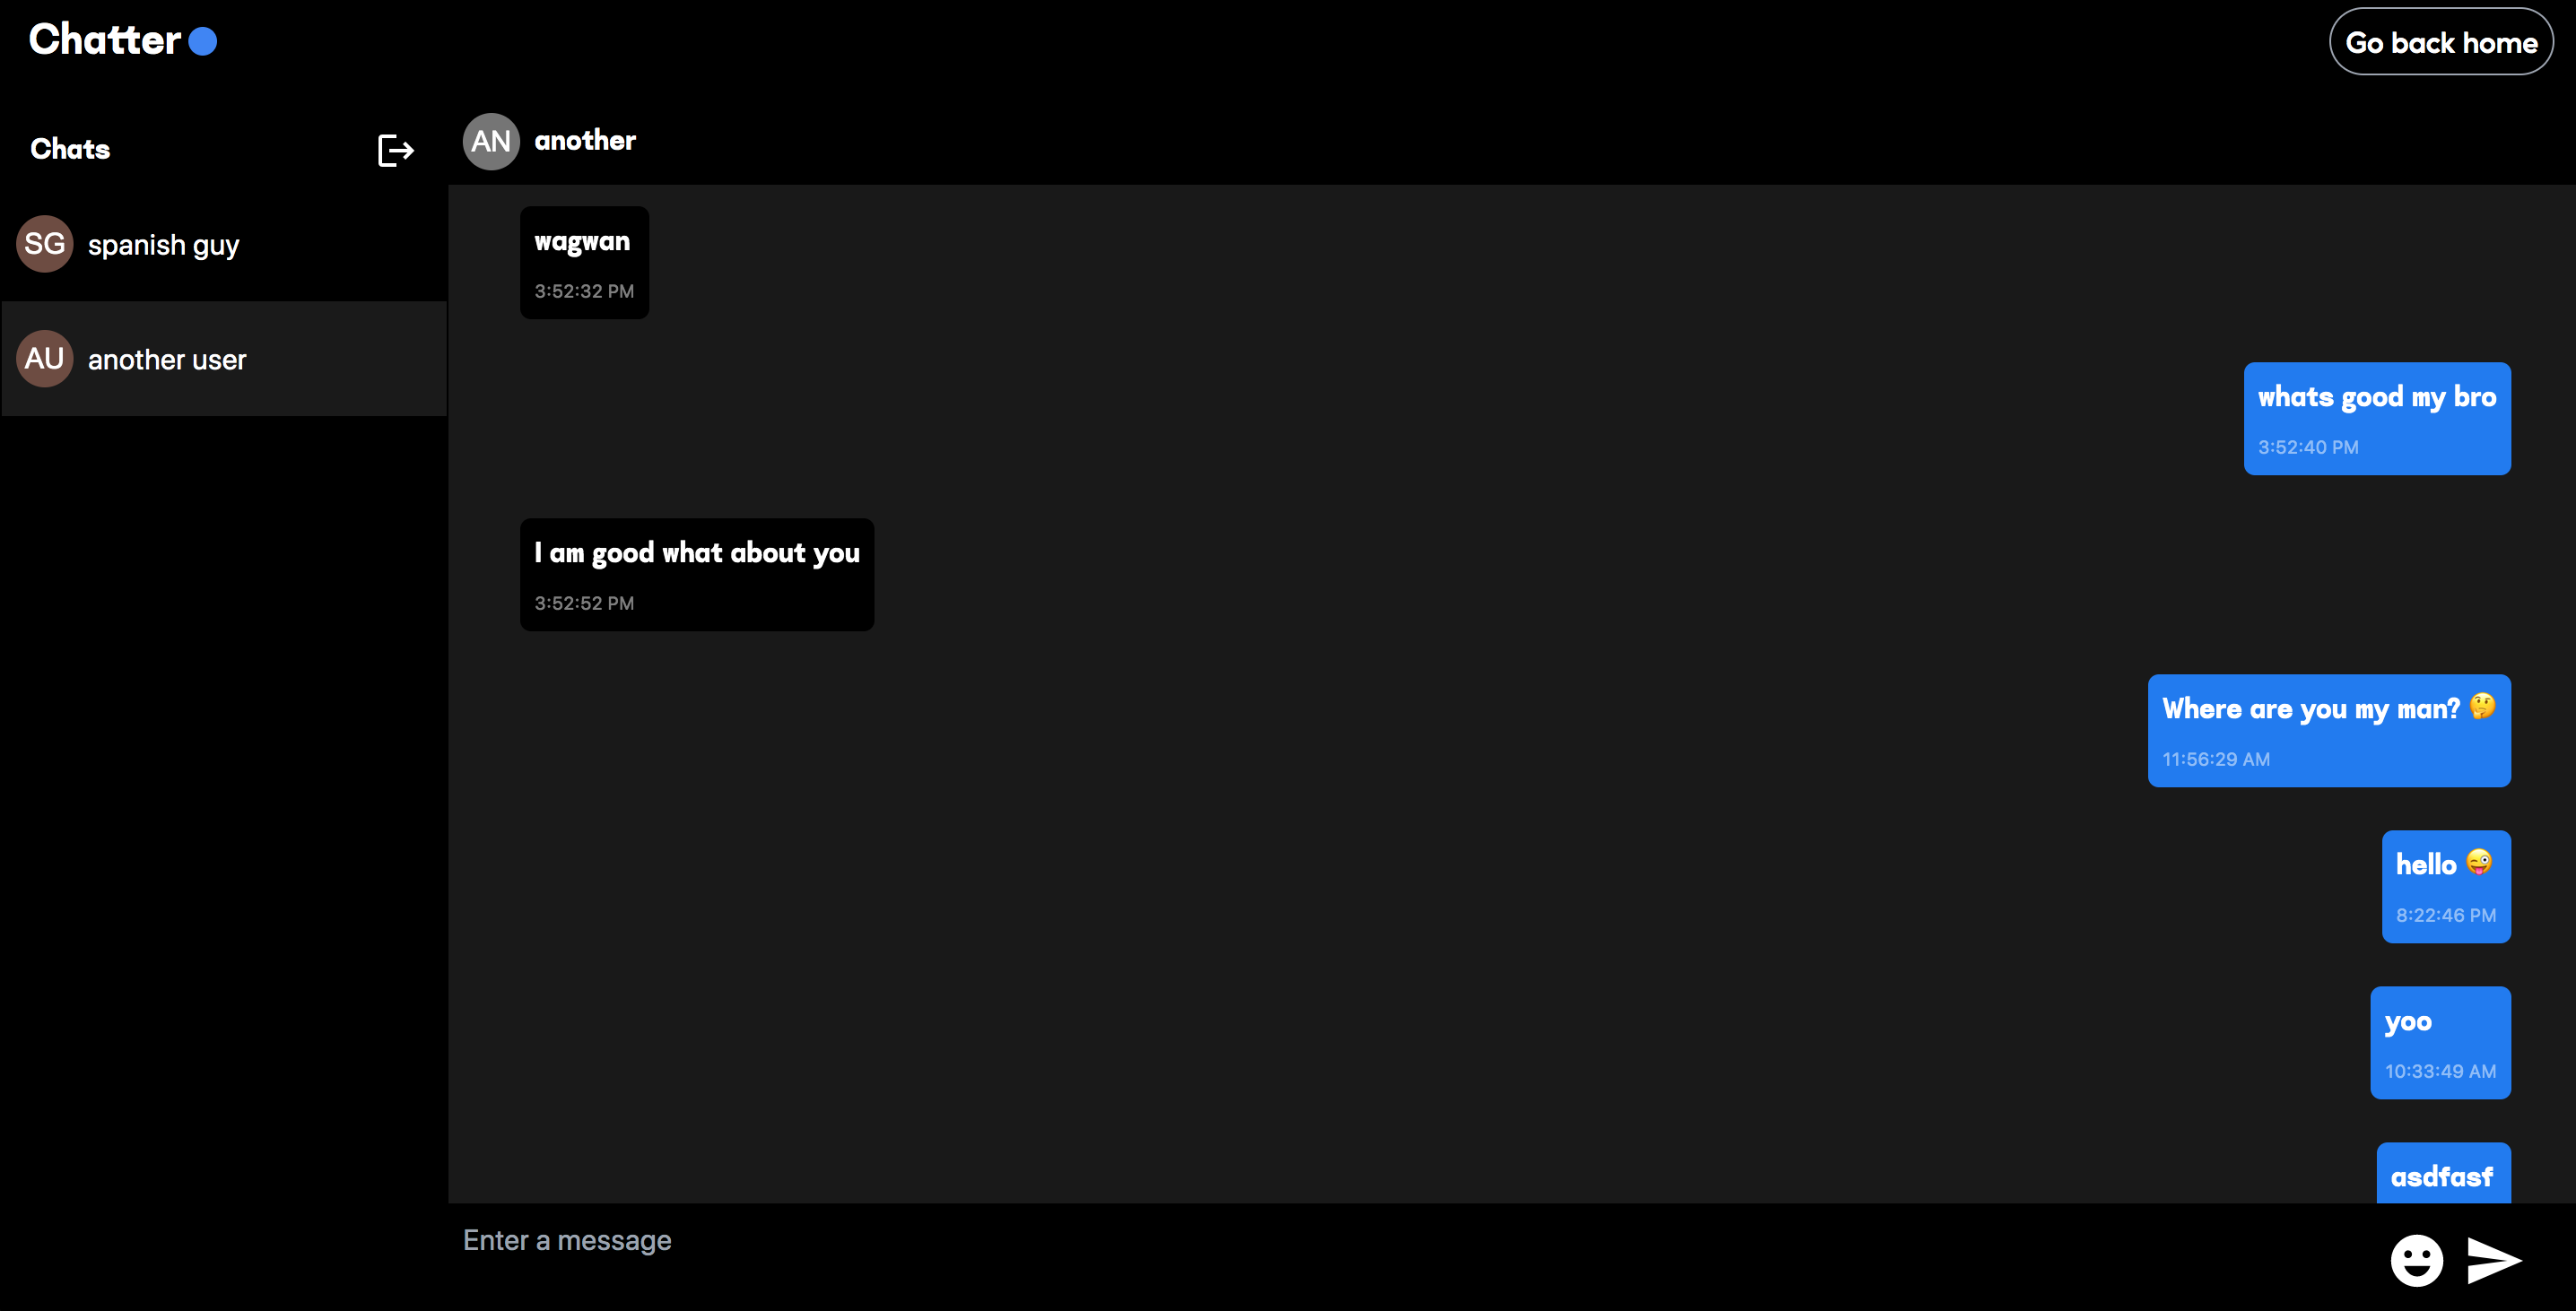 Chatter
Go back home
Chats
SG
spanish guy
AU
another user
AN
another
wagwan
3:52:32 PM
whats good my bro
3:52:40 PM
I am good what about you
3:52:52 PM
Where are you my man? 🤔
11:56:29 AM
hello 😜
8:22:46 PM
yoo
10:33:49 AM
asdfasf
Enter a message